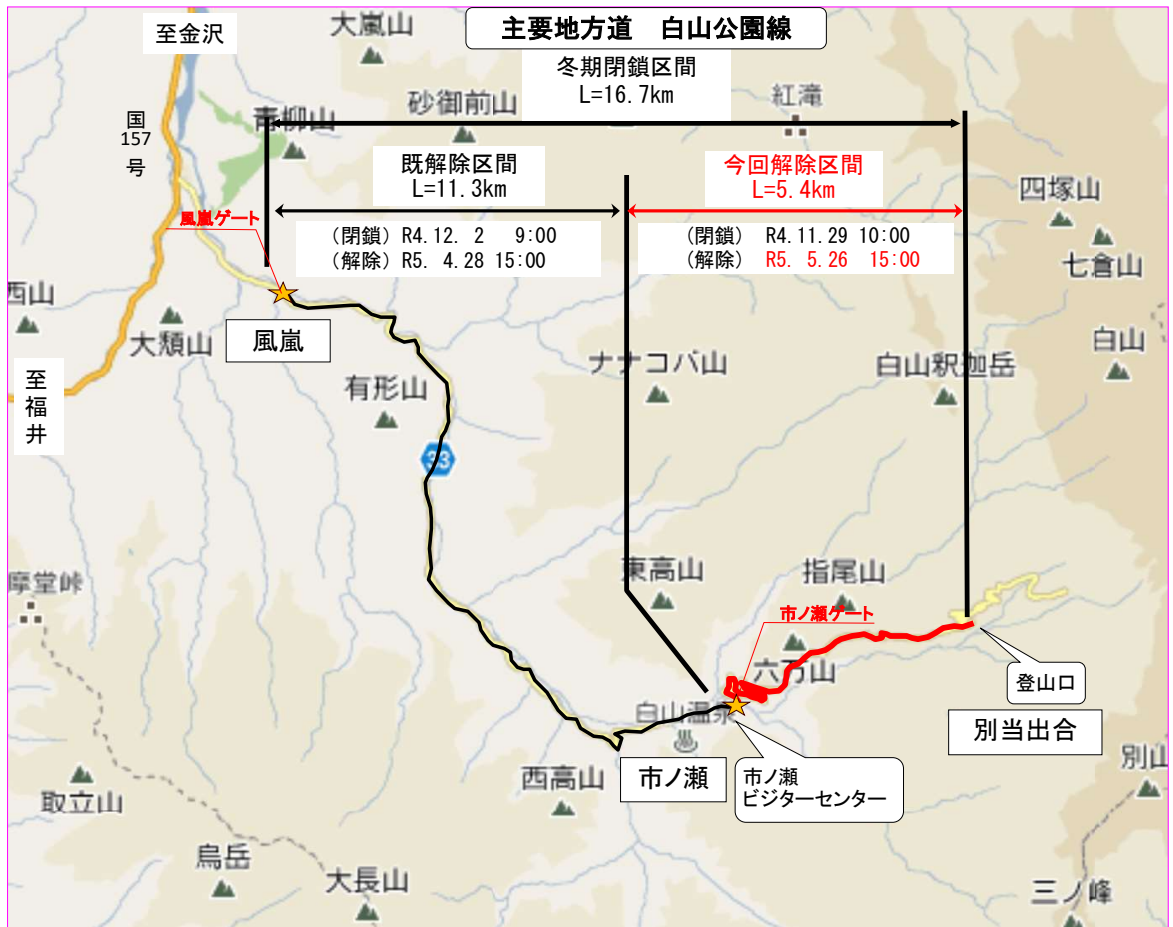 主要地方道　白山公園線
至金沢
大嵐山
冬期閉鎖区間
L=16.7km
砂御前山
紅滝
国
157
号
青柳山
既解除区間
L=11.3km
今回解除区間
L=5.4km
四塚山
風嵐ゲート
(閉鎖) R4.12. 2　9:00
(解除) R5. 4.28 15:00
(閉鎖) R4.11.29 10:00
(解除) R5. 5.26　15:00
七倉山
西山
大頽山
風嵐
ナナコバ山
白山釈迦岳
白山
至
福
井
有形山
33
東高山
指尾山
摩堂峠
市ノ瀬ゲート
六万山
登山口
白山温泉
別当出合
市ノ瀬
市ノ瀬
ビジターセンター
西高山
別山
取立山
烏岳
大長山
三ノ峰